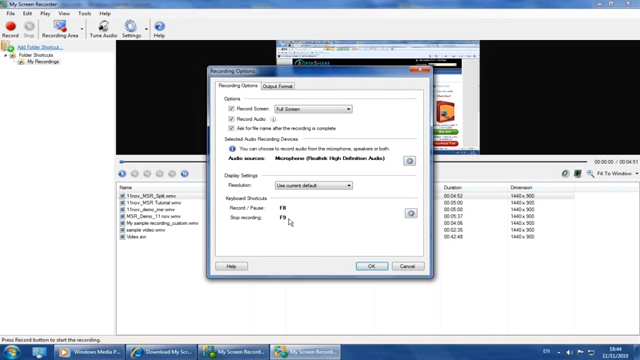 My Screen Recorder
File Edit Play View Tools Help
Record Stop Recording Area Tune Audio Settings Help
Add Folder Shortcuts...
Folder Shortcuts
My Recordings
Recording Options
Recording Options Output Format
Options
Record Screen Full Screen
Record Audio
Ask for file name after the recording is complete
Selected Audio Recording Devices
You can choose to record audio from the microphone, speakers or both.
Audio sources: Microphone (Realtek High Definition Audio)
Display Settings
Resolution: Use current default
Keyboard Shortcuts
Record / Pause: F8
Stop recording: F9
Help OK Cancel
00:00:00 / 00:04:51
Fit To Window
Name Duration Dimension
11nov_MSR_Split.wmv 00:04:52 1440 x 900
11nov_MSR Tutorial.wmv 00:04:51 1440 x 900
11nov_demo_msr.wmv 00:05:35 1440 x 900
MSR_Demo_11 nov.wmv 00:05:37 1440 x 900
My sample recording_custom.wmv 00:04:06 1440 x 900
sample video.wmv 00:02:32 1440 x 900
Video.avi 00:42:48 1440 x 900
Press Record button to start the recording.
Windows Media P... Download My Scr... My Screen Record... My Screen Record...
EN
18:44
11/11/2010